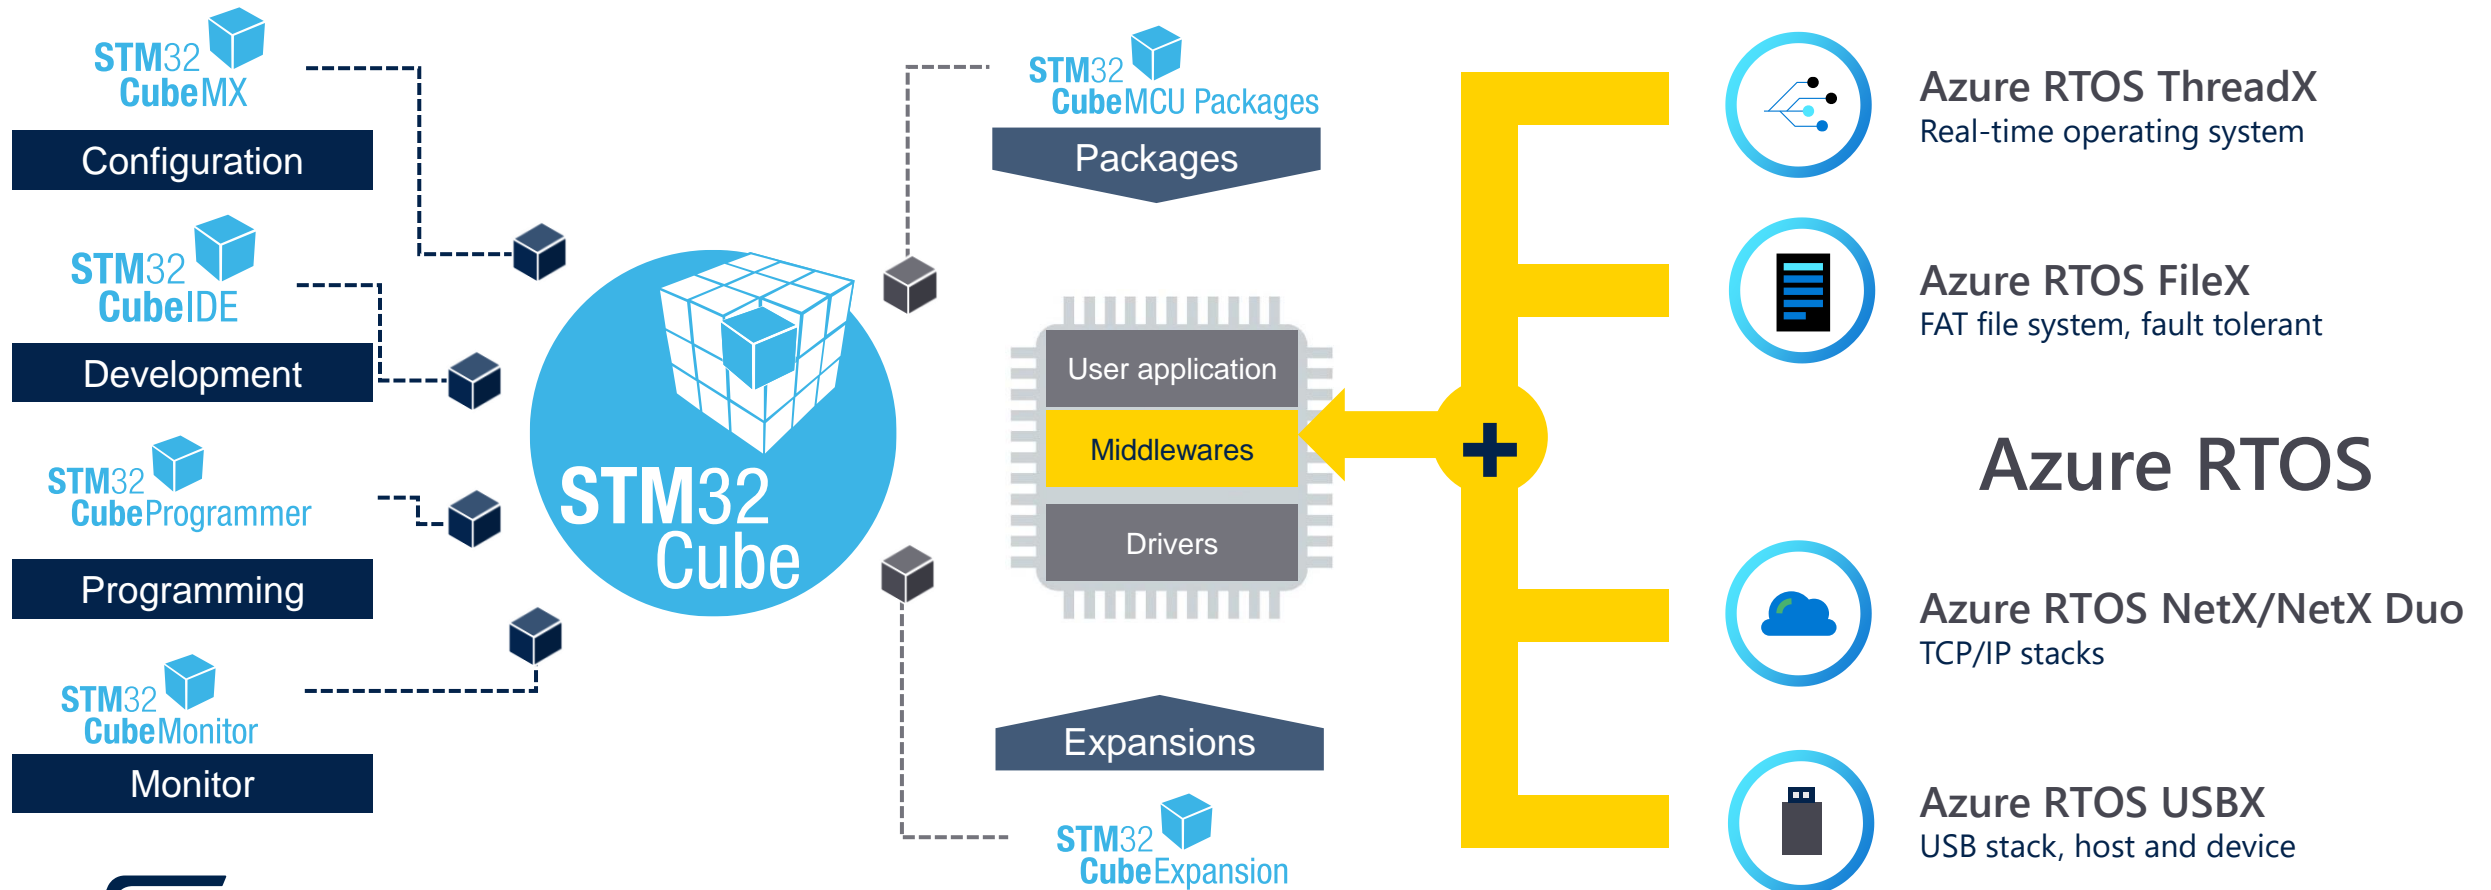 STM32
CubeMX
Configuration
STM32
CubeIDE
Development
STM32
CubeProgrammer
Programming
STM32
CubeMonitor
Monitor
STM32
Cube
STM32
CubeMCU Packages
Packages
User application
Middlewares
Drivers
Expansions
STM32
CubeExpansion
+
Azure RTOS ThreadX
Real-time operating system
Azure RTOS FileX
FAT file system, fault tolerant
Azure RTOS
Azure RTOS NetX/NetX Duo
TCP/IP stacks
Azure RTOS USBX
USB stack, host and device